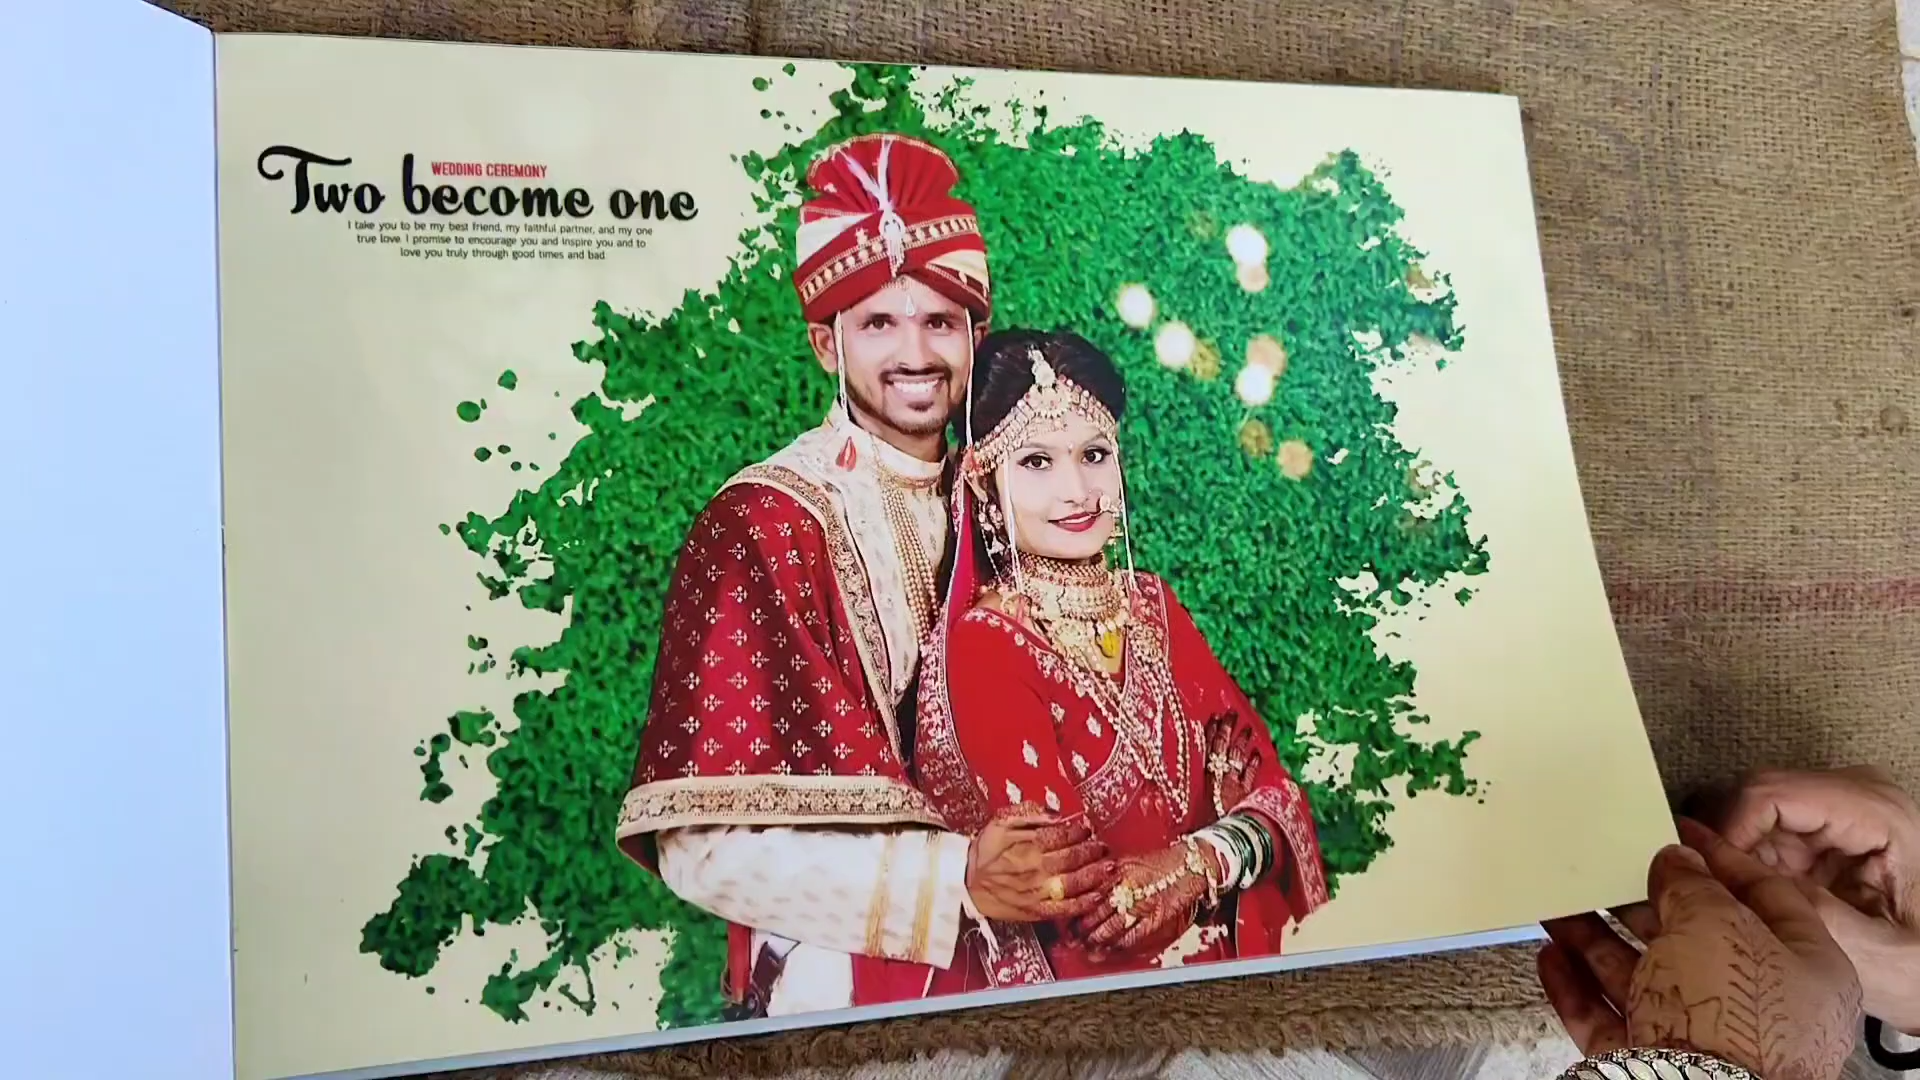 WEDDING CEREMONY
Two become one
I take you to be my best friend, my faithful partner, and my one
true love. I promise to encourage you and inspire you and to
love you truly through good times and bad